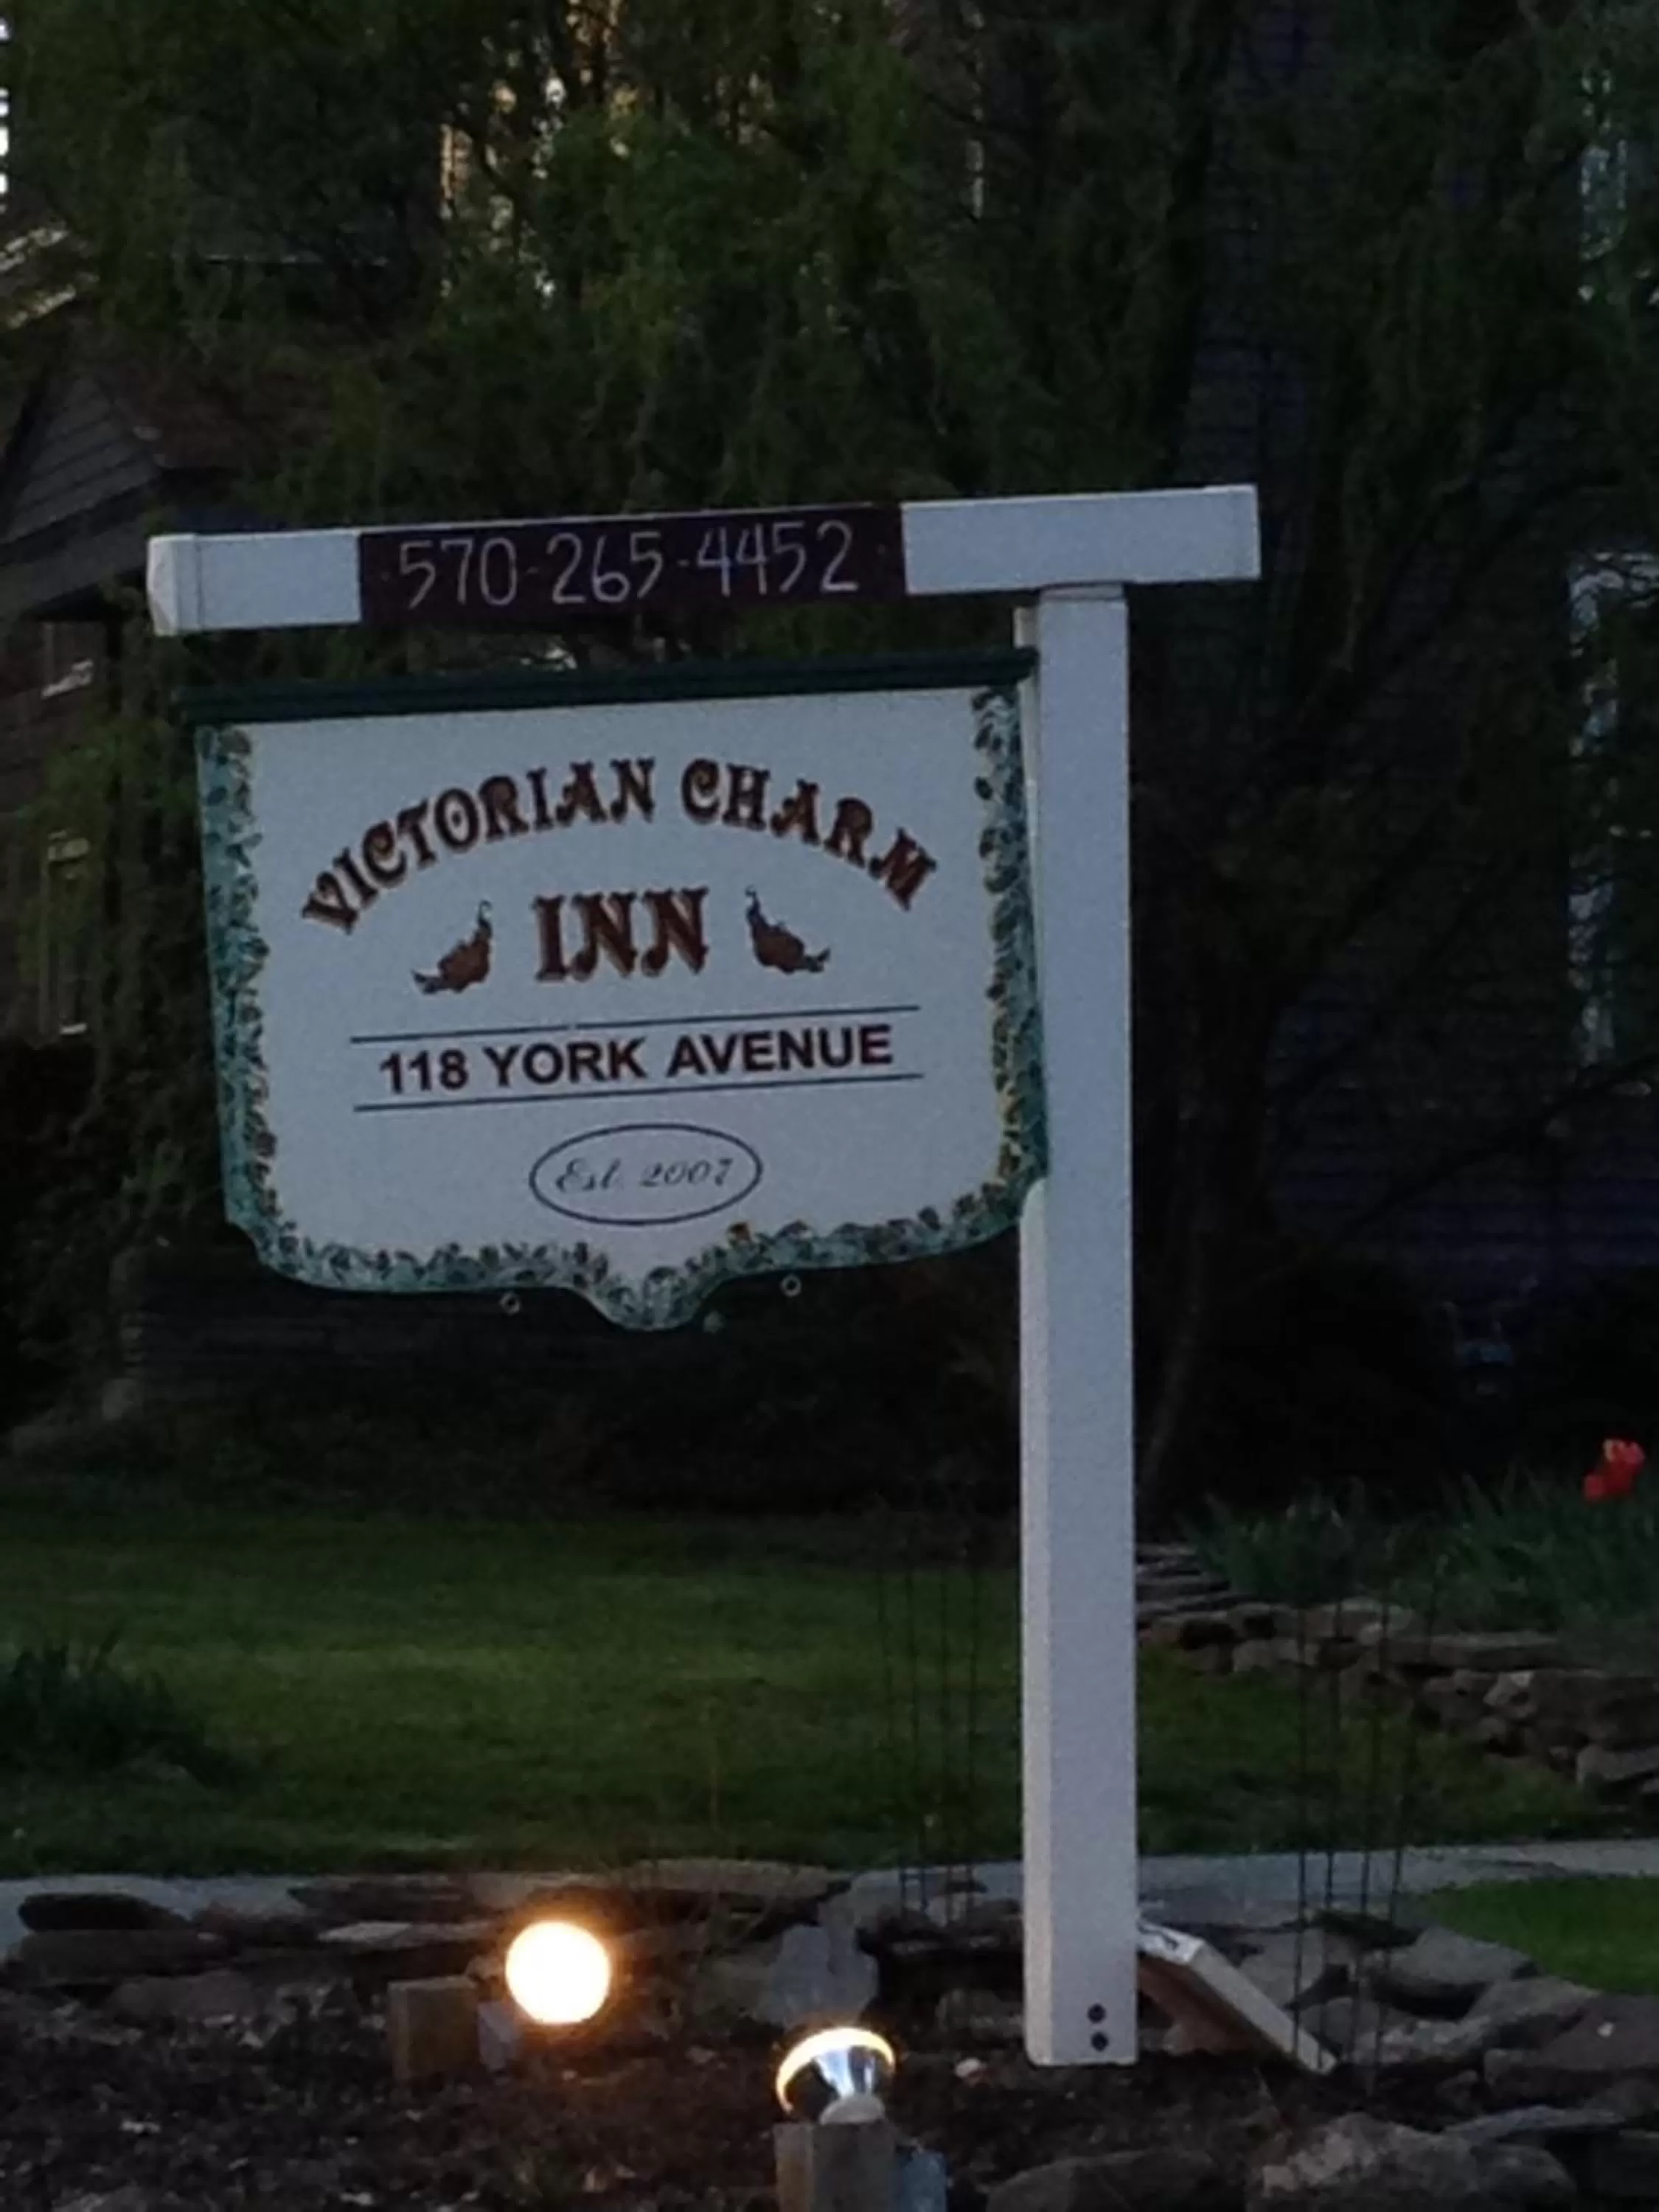 570-265-4452
VICTORIAN CHARM
INN
118 YORK AVENUE
Est. 2007